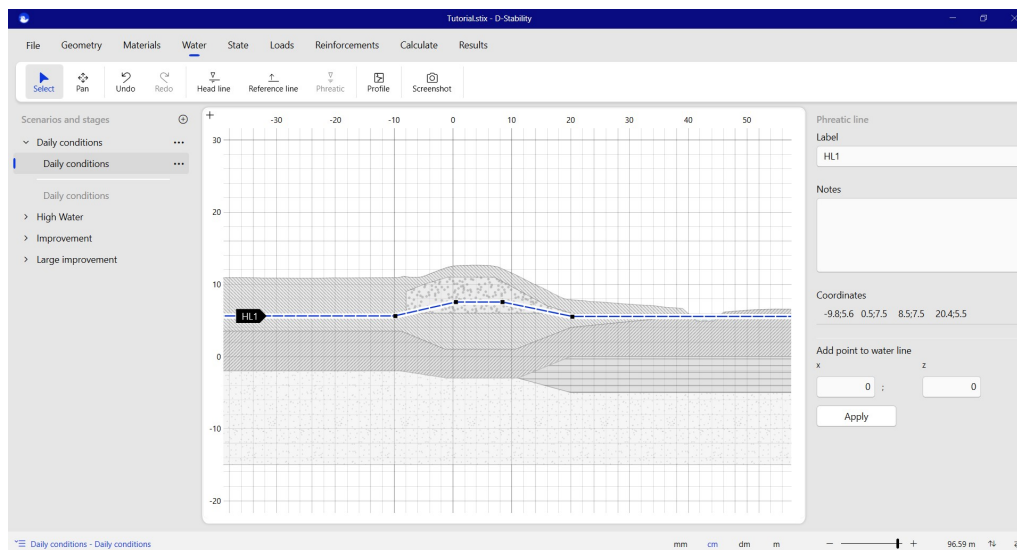 Tutorial.stix - D-Stability
File Geometry Materials Water State Loads Reinforcements Calculate Results
Select Pan Undo Redo Head line Reference line Phreatic Profile Screenshot
Scenarios and stages
Daily conditions
Daily conditions
Daily conditions
High Water
Improvement
Large improvement
-30 -20 -10 0 10 20 30 40 50
30
20
10
0
-10
-20
HL1
Phreatic line
Label
HL1
Notes
Coordinates
-9.8;5.6 0.5;7.5 8.5;7.5 20.4;5.5
Add point to water line
x z
0 ; 0
Apply
Daily conditions - Daily conditions
mm cm dm m
96.59 m